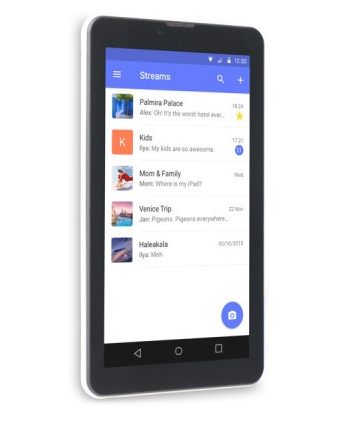 12:30
Streams
Palmira Palace 18:24
Alex: Oh! It's the worst hotel ever...
K
Kids 17:21
Ilya: My kids are so awesome.
Mom & Family Wed
Mom: Where is my iPad?
Venice Trip 22 Nov
Jan: Pigeons. Pigeons everywhere...
Haleakala 05/10/2013
Ilya: Meh